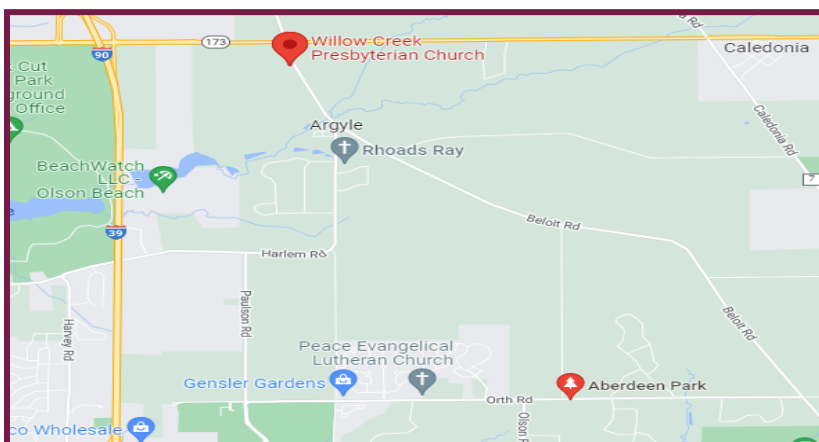 90
173
Willow Creek
Presbyterian Church
Caledonia
Cut
Park
ground
Office
Argyle
Rhoads Ray
Caledonia Rd
BeachWatch
LLC -
Olson Beach
7
39
Beloit Rd
Harlem Rd
Paulson Rd
Harvey Rd
Beloit Rd
Peace Evangelical
Lutheran Church
Gensler Gardens
Aberdeen Park
Orth Rd
Olson
co Wholesale